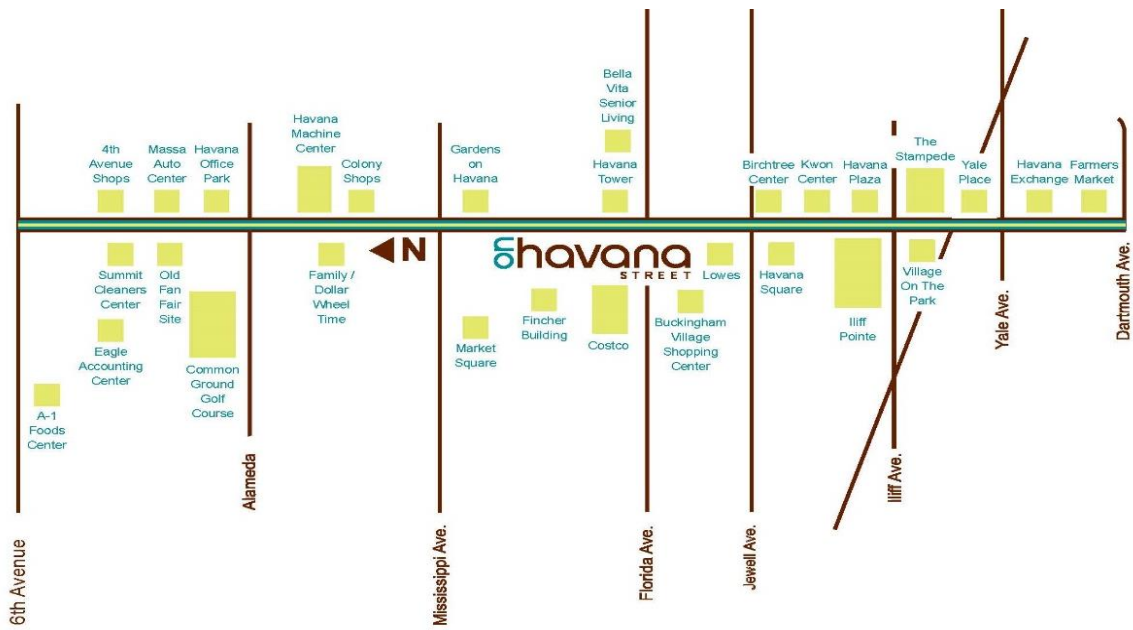 Bella
Vita
Senior
Living
4th
Avenue
Shops
Massa
Auto
Center
Havana
Office
Park
Havana
Machine
Center
Colony
Shops
Gardens
on
Havana
Havana
Tower
Birchtree
Center
Kwon
Center
Havana
Plaza
The
Stampede
Yale
Place
Havana
Exchange
Farmers
Market
N
on havana
STREET
Summit
Cleaners
Center
Old
Fan
Fair
Site
Family /
Dollar
Wheel
Time
Lowes
Havana
Square
Village
On The
Park
Eagle
Accounting
Center
Common
Ground
Golf
Course
Market
Square
Fincher
Building
Costco
Buckingham
Village
Shopping
Center
Iliff
Pointe
A-1
Foods
Center
6th Avenue
Alameda
Mississippi Ave.
Florida Ave.
Jewell Ave.
Iliff Ave.
Yale Ave.
Dartmouth Ave.